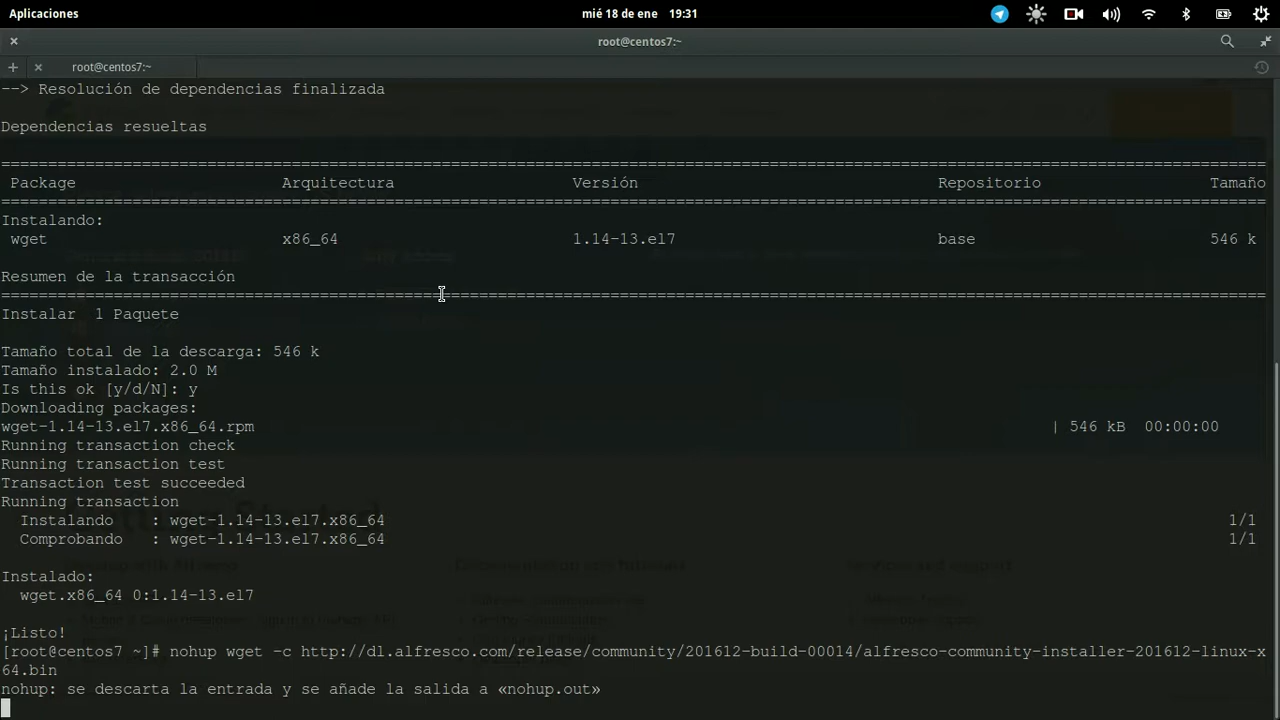 Aplicaciones
mié 18 de ene 19:31
root@centos7:~
root@centos7:~
--> Resolución de dependencias finalizada
Dependencias resueltas
================================================================================
Package Arquitectura Versión Repositorio Tamaño
================================================================================
Instalando:
wget x86_64 1.14-13.el7 base 546 k
Resumen de la transacción
================================================================================
Instalar 1 Paquete
Tamaño total de la descarga: 546 k
Tamaño instalado: 2.0 M
Is this ok [y/d/N]: y
Downloading packages:
wget-1.14-13.el7.x86_64.rpm | 546 kB 00:00:00
Running transaction check
Running transaction test
Transaction test succeeded
Running transaction
Instalando : wget-1.14-13.el7.x86_64 1/1
Comprobando : wget-1.14-13.el7.x86_64 1/1
Instalado:
wget.x86_64 0:1.14-13.el7
¡Listo!
[root@centos7 ~]# nohup wget -c http://dl.alfresco.com/release/community/201612-build-00014/alfresco-community-installer-201612-linux-x
64.bin
nohup: se descarta la entrada y se añade la salida a «nohup.out»